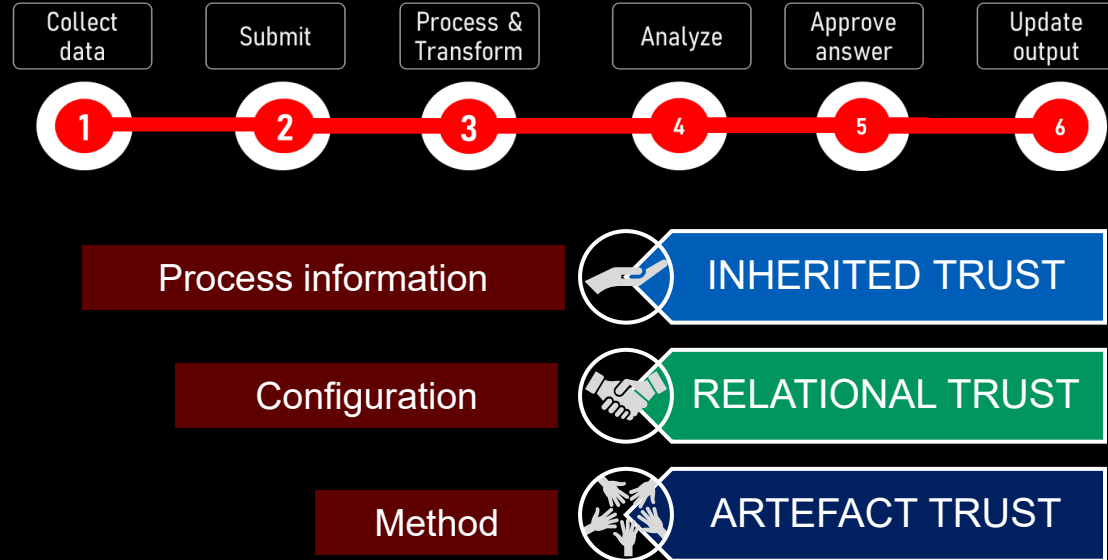 Collect
data
Submit
Process &
Transform
Analyze
Approve
answer
Update
output
1
2
3
4
5
6
Process information
INHERITED TRUST
Configuration
RELATIONAL TRUST
Method
ARTEFACT TRUST